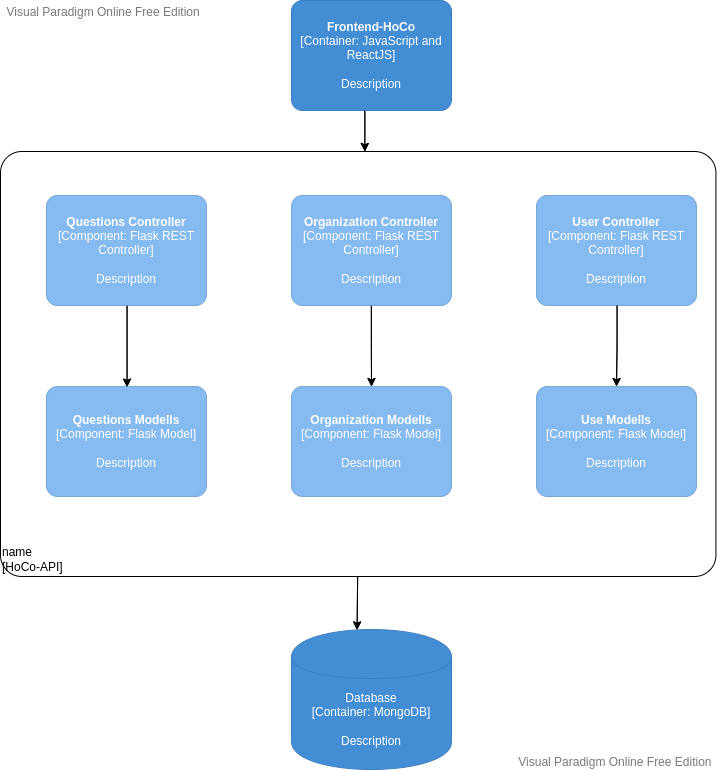 Visual Paradigm Online Free Edition
Frontend-HoCo
[Container: JavaScript and
ReactJS]
Description
Questions Controller
[Component: Flask REST
Controller]
Description
Organization Controller
[Component: Flask REST
Controller]
Description
User Controller
[Component: Flask REST
Controller]
Description
Questions Modells
[Component: Flask Model]
Description
Organization Modells
[Component: Flask Model]
Description
Use Modells
[Component: Flask Model]
Description
name
[HoCo-API]
Database
[Container: MongoDB]
Description
Visual Paradigm Online Free Edition